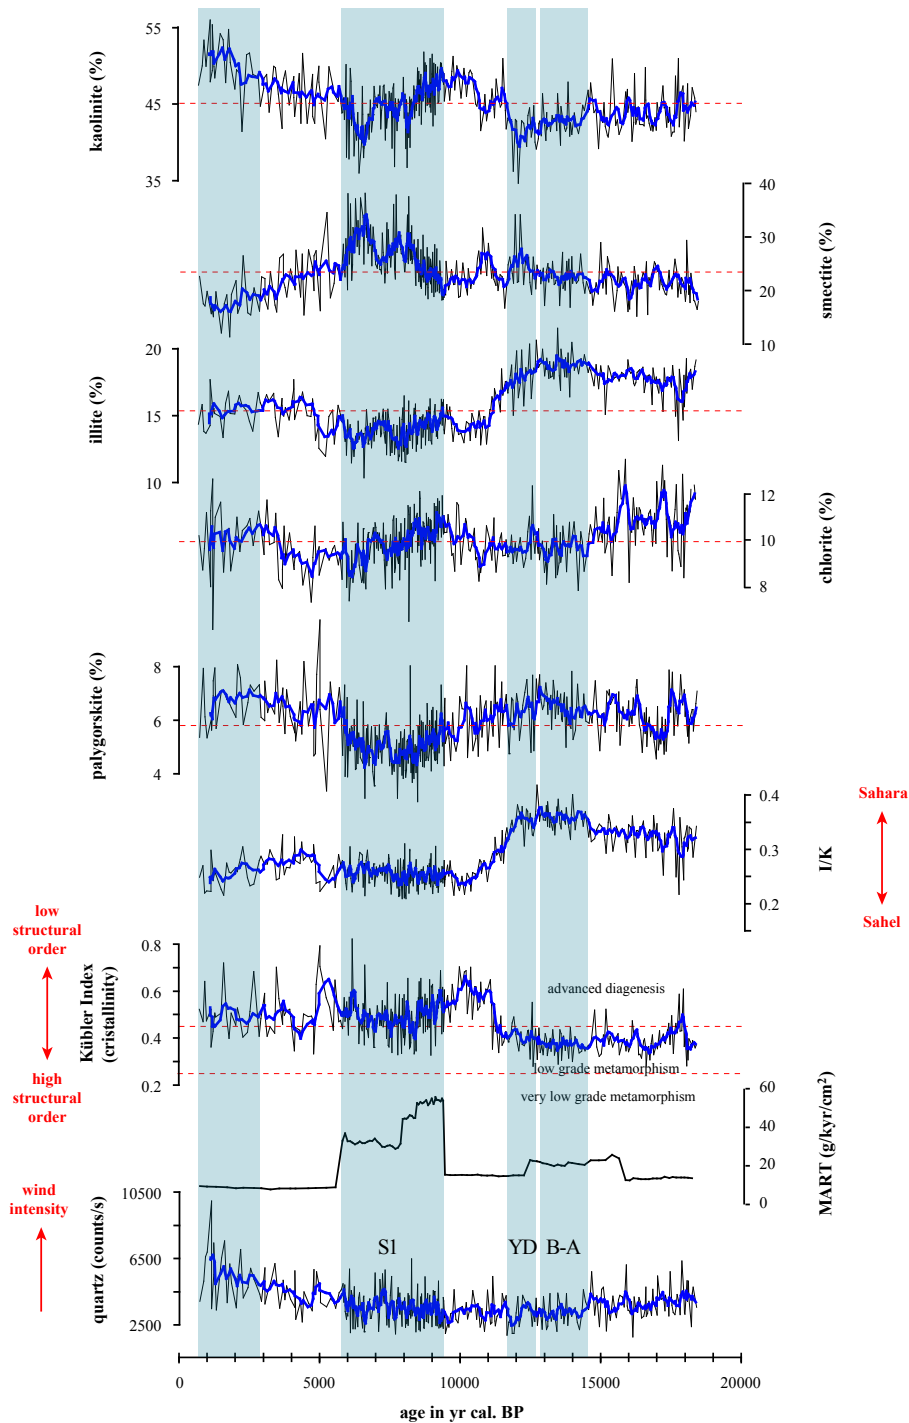 55
45
35
kaolinite (%)
40
30
20
10
smectite (%)
20
15
10
illite (%)
12
10
8
chlorite (%)
8
6
4
palygorskite (%)
0.4
0.3
0.2
I/K
Sahara
Sahel
low
structural
order
high
structural
order
0.8
0.6
0.4
0.2
Kübler Index
(cristallinity)
advanced diagenesis
low grade metamorphism
very low grade metamorphism
60
40
20
0
MART (g/kyr/cm²)
wind
intensity
10500
6500
2500
quartz (counts/s)
S1
YD
B-A
0
5000
10000
15000
20000
age in yr cal. BP